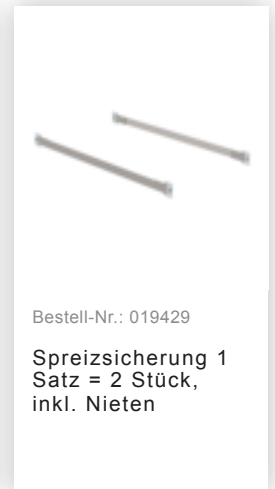 Bestell-Nr.: 019429
Spreizsicherung 1
Satz = 2 Stück,
inkl. Nieten